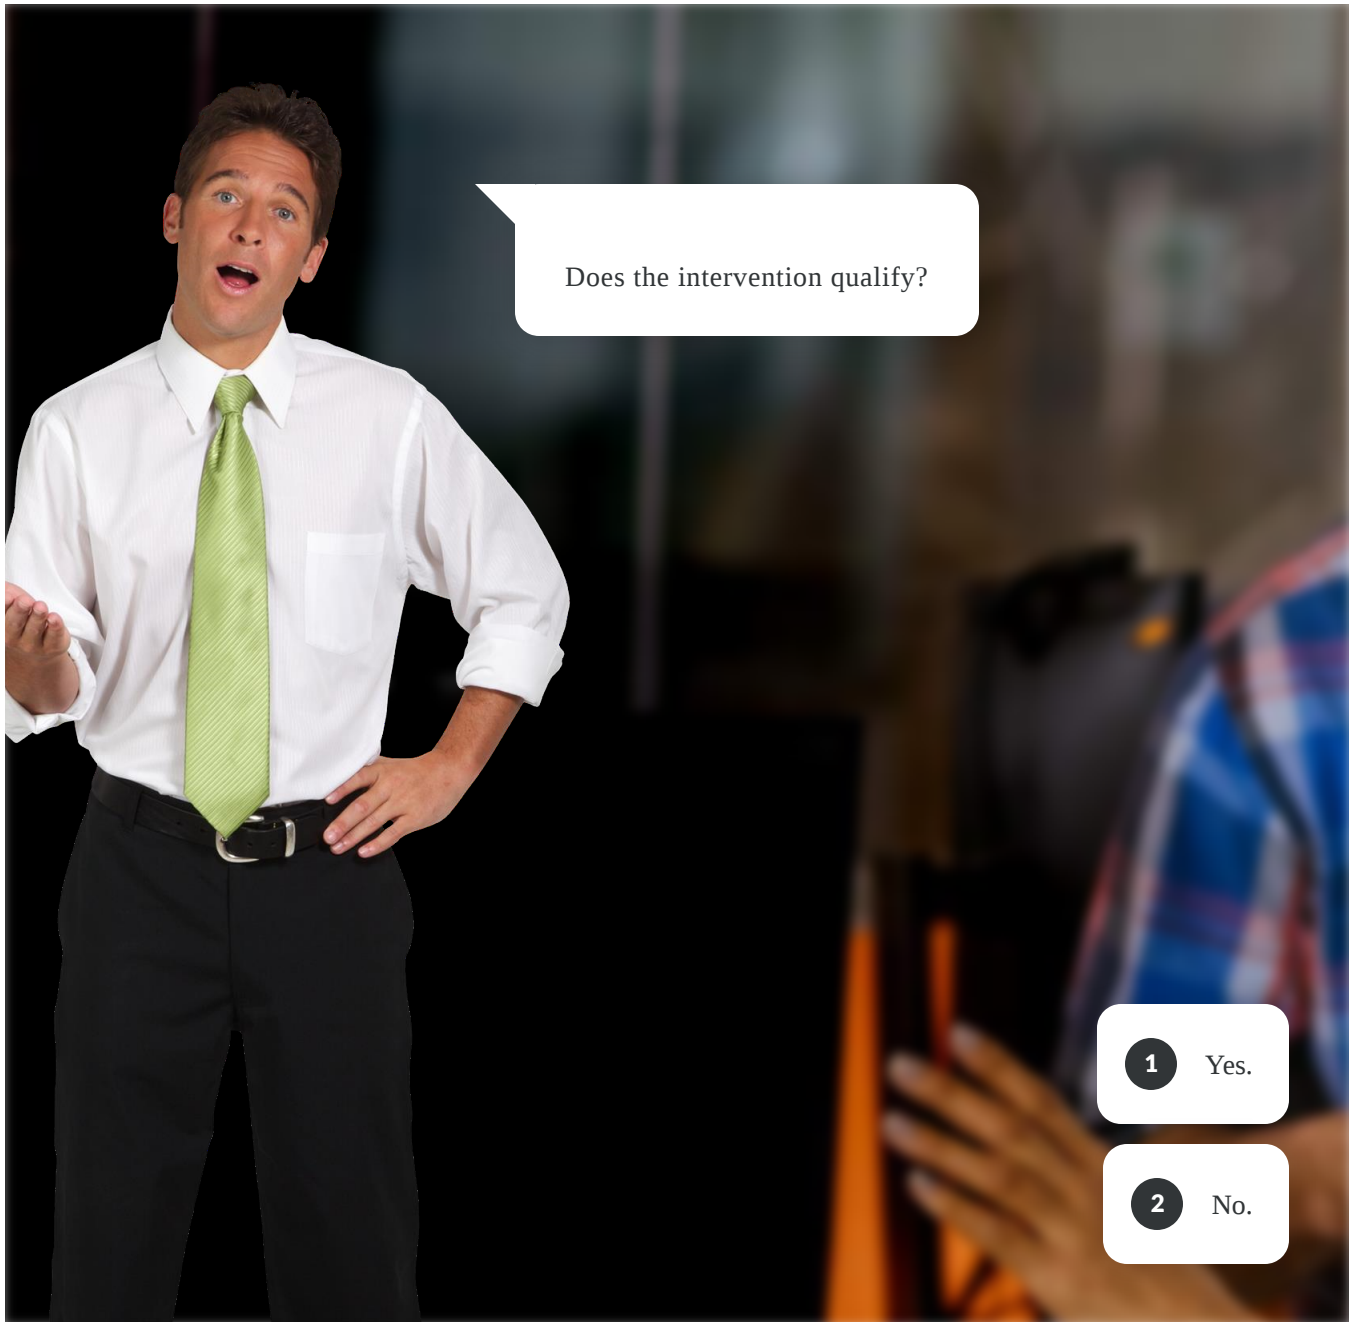 Does the intervention qualify?
1 Yes.
2 No.